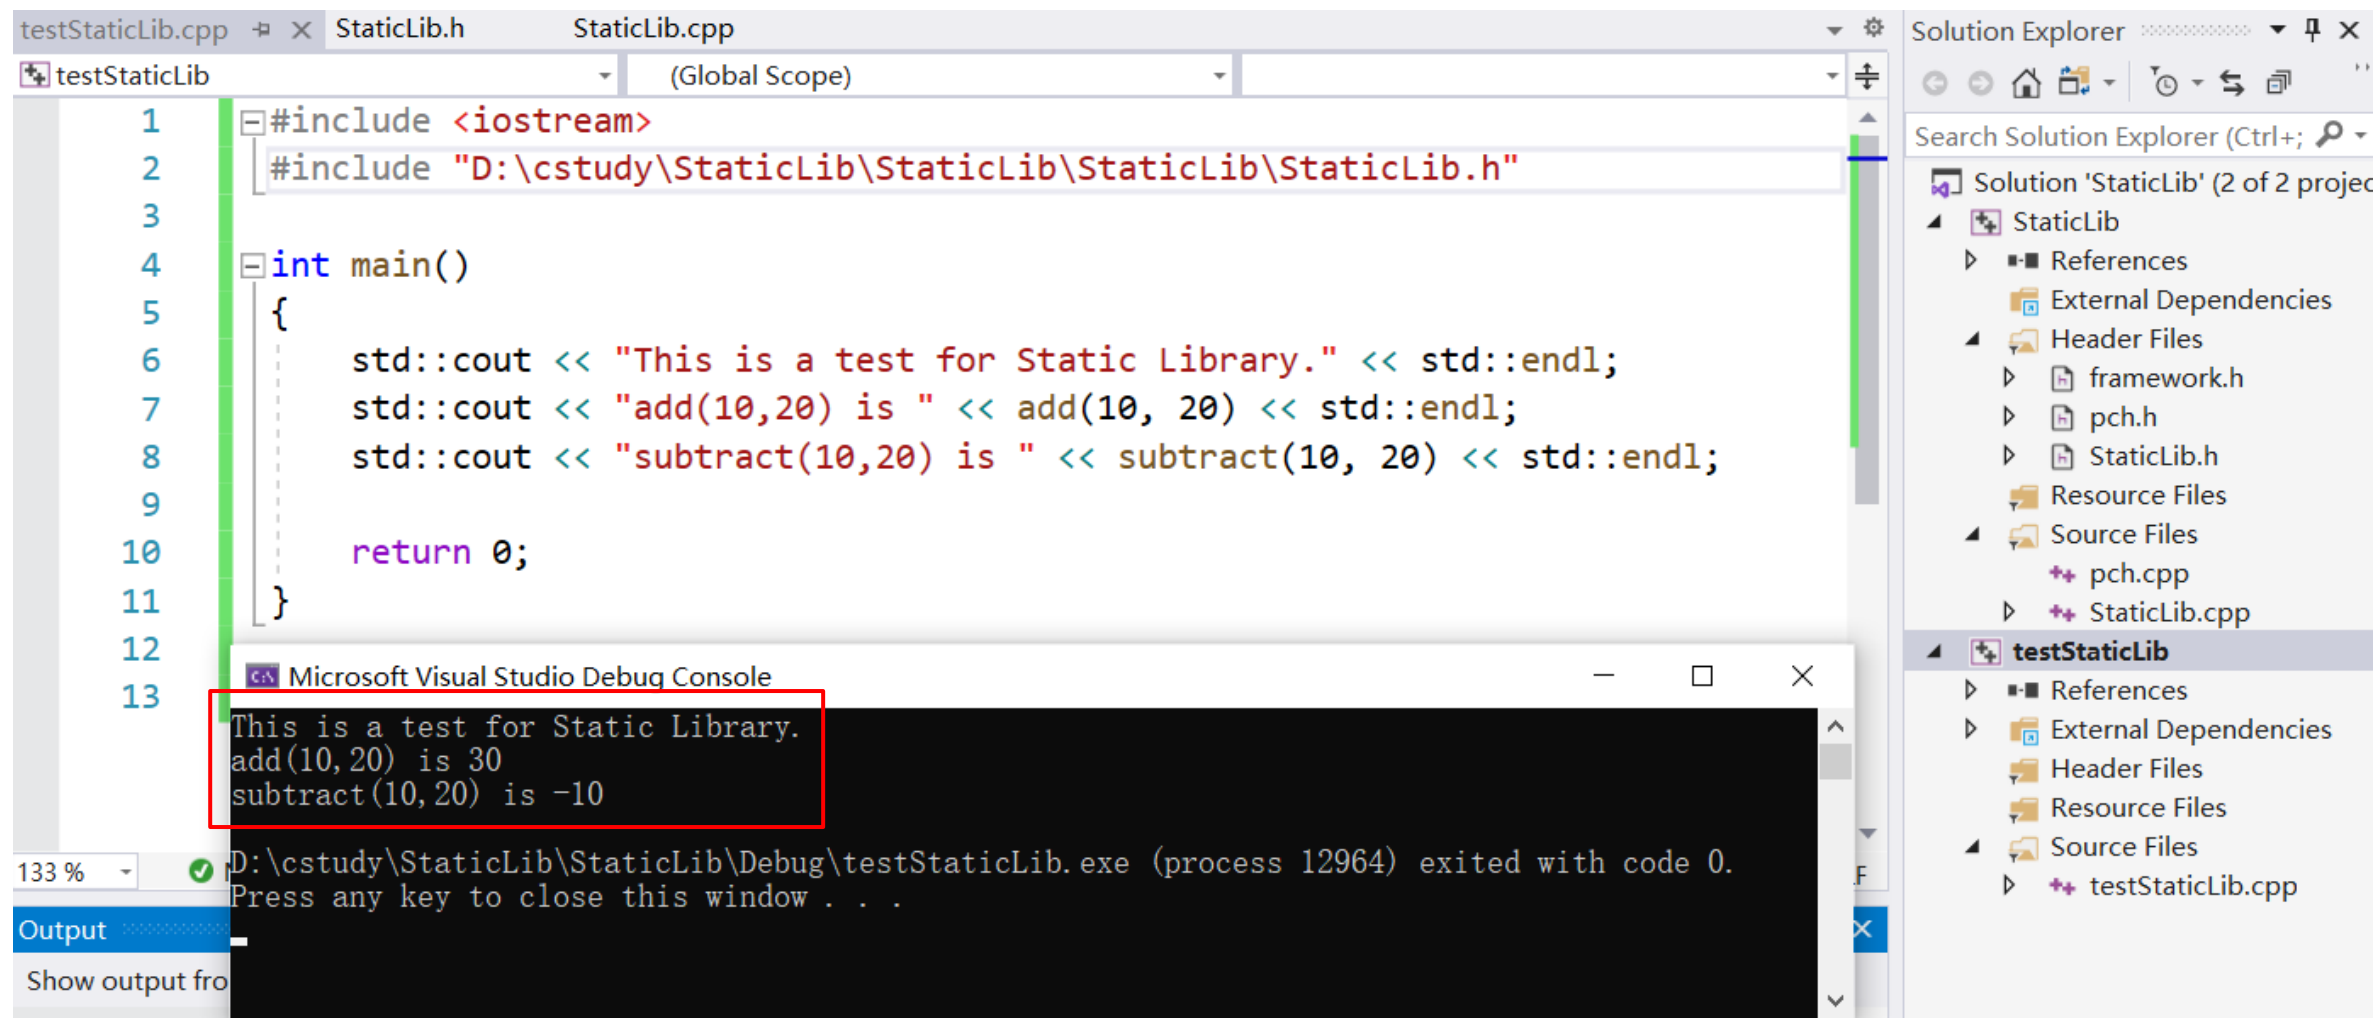 testStaticLib.cpp StaticLib.h StaticLib.cpp
testStaticLib (Global Scope)
1 #include <iostream>
2 #include "D:\cstudy\StaticLib\StaticLib\StaticLib\StaticLib.h"
3
4 int main()
5 {
6 std::cout << "This is a test for Static Library." << std::endl;
7 std::cout << "add(10,20) is " << add(10, 20) << std::endl;
8 std::cout << "subtract(10,20) is " << subtract(10, 20) << std::endl;
9
10 return 0;
11 }
12
13
133 %
Microsoft Visual Studio Debug Console
This is a test for Static Library.
add(10,20) is 30
subtract(10,20) is -10
D:\cstudy\StaticLib\StaticLib\Debug\testStaticLib.exe (process 12964) exited with code 0.
Press any key to close this window . . .
Output
Show output fro
Solution Explorer
Search Solution Explorer (Ctrl+;
Solution 'StaticLib' (2 of 2 projec
StaticLib
References
External Dependencies
Header Files
framework.h
pch.h
StaticLib.h
Resource Files
Source Files
pch.cpp
StaticLib.cpp
testStaticLib
References
External Dependencies
Header Files
Resource Files
Source Files
testStaticLib.cpp